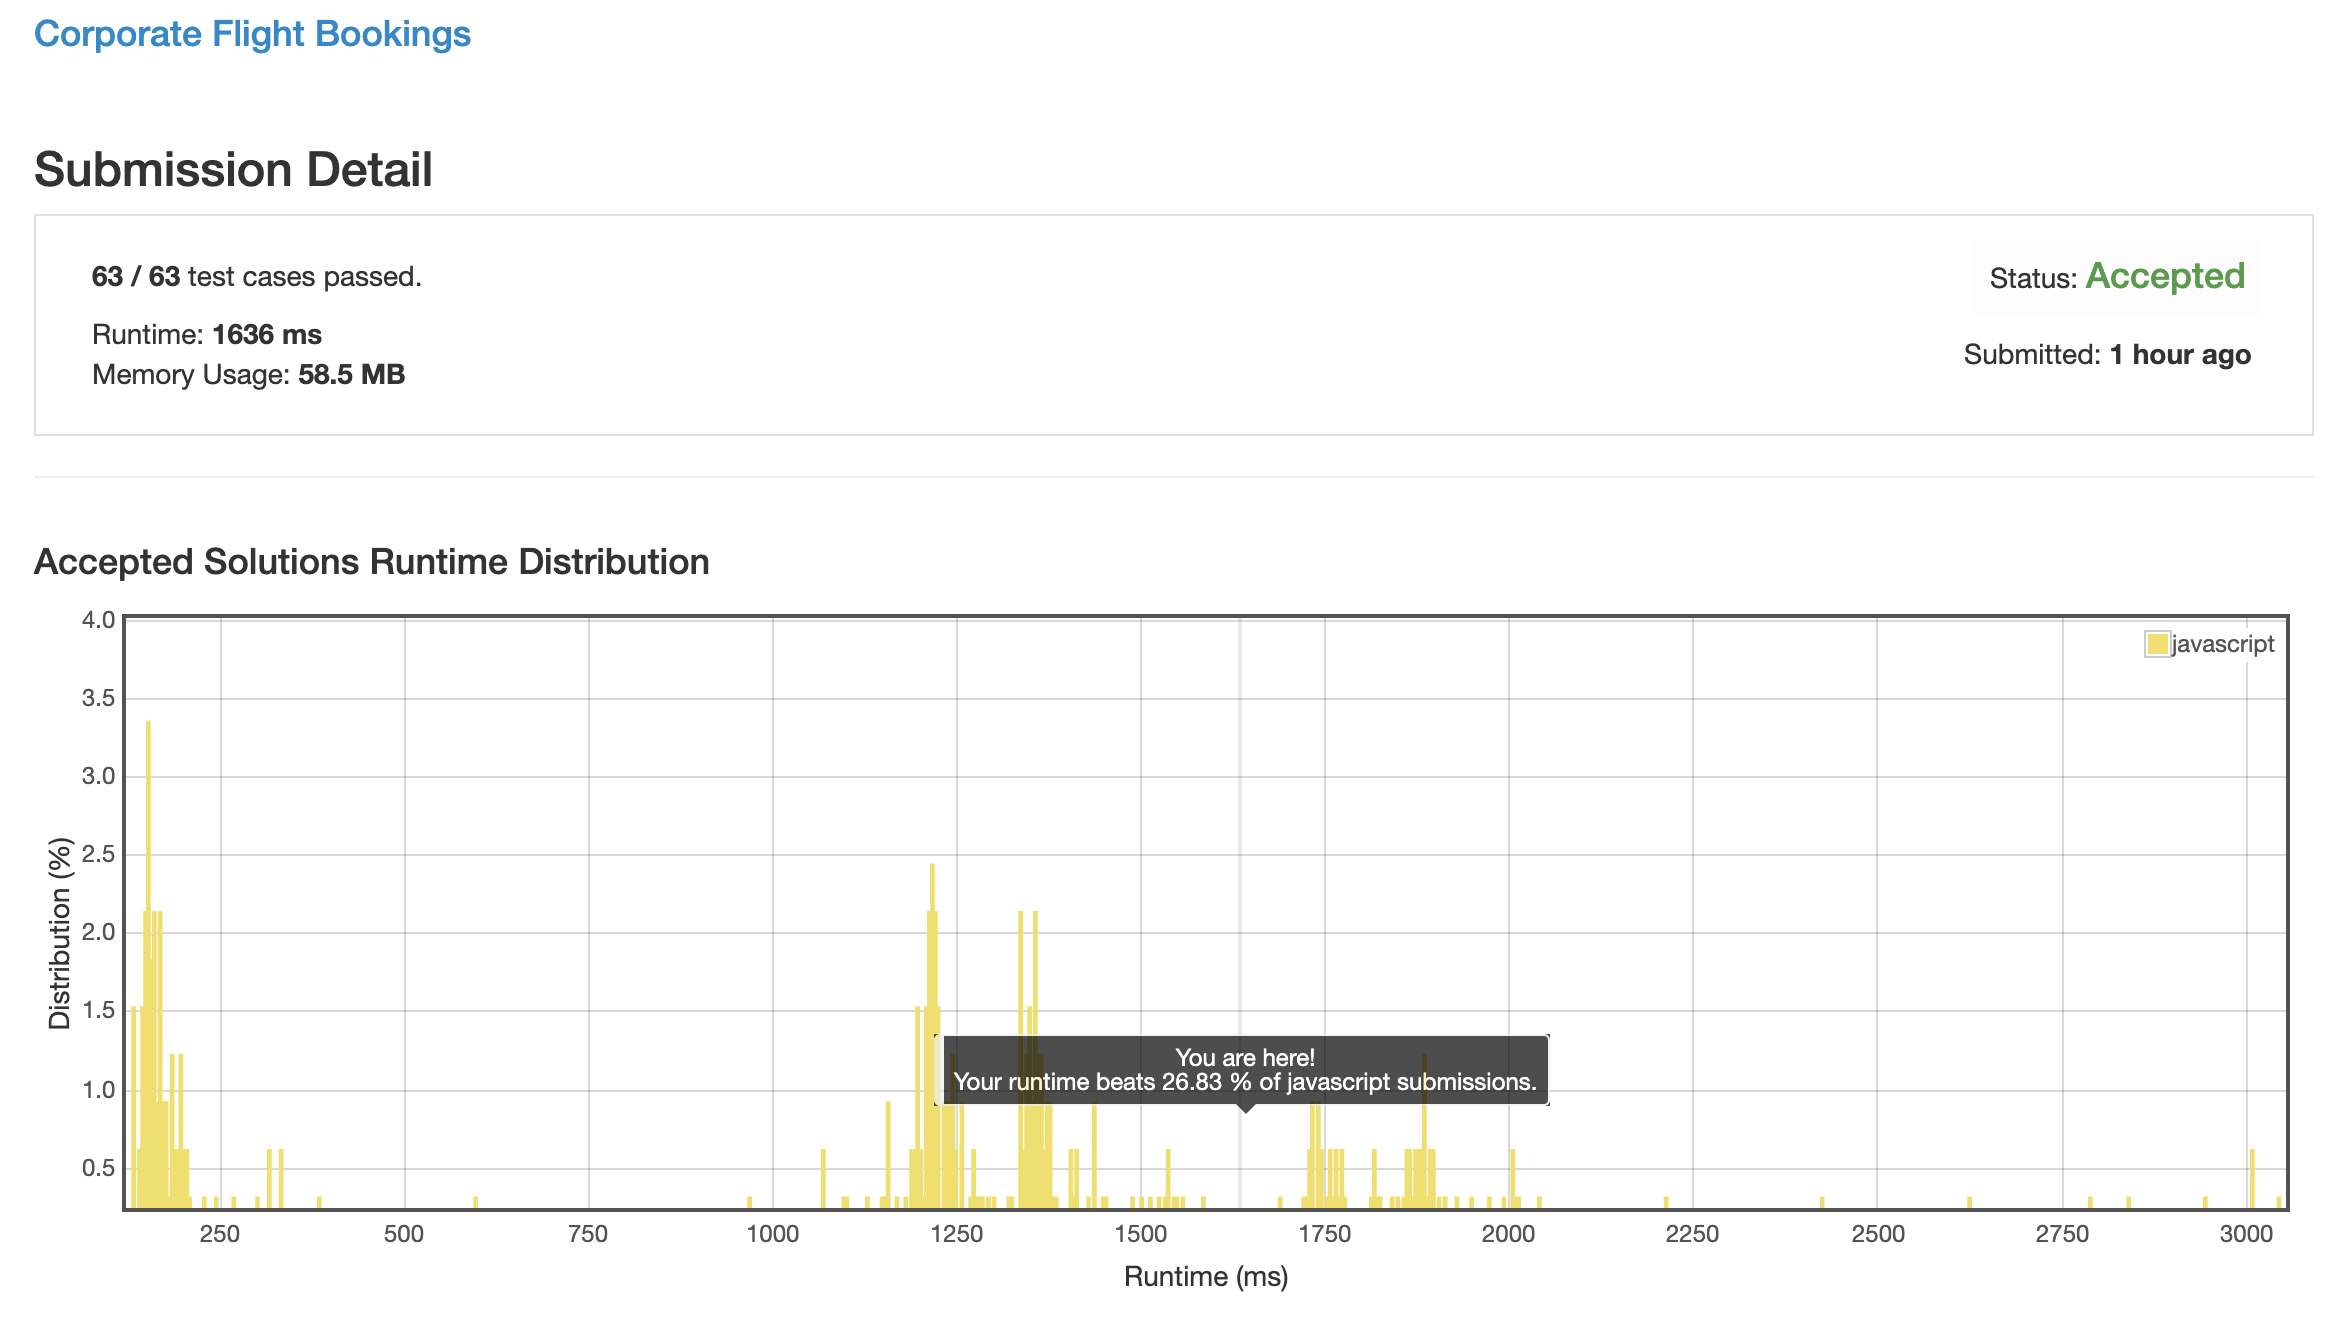 Corporate Flight Bookings
Submission Detail
63 / 63 test cases passed.
Status: Accepted
Runtime: 1636 ms
Submitted: 1 hour ago
Memory Usage: 58.5 MB
Accepted Solutions Runtime Distribution
4.0
javascript
3.5
3.0
2.5
2.0
1.5
1.0
0.5
Distribution (%)
You are here!
Your runtime beats 26.83 % of javascript submissions.
250 500 750 1000 1250 1500 1750 2000 2250 2500 2750 3000
Runtime (ms)